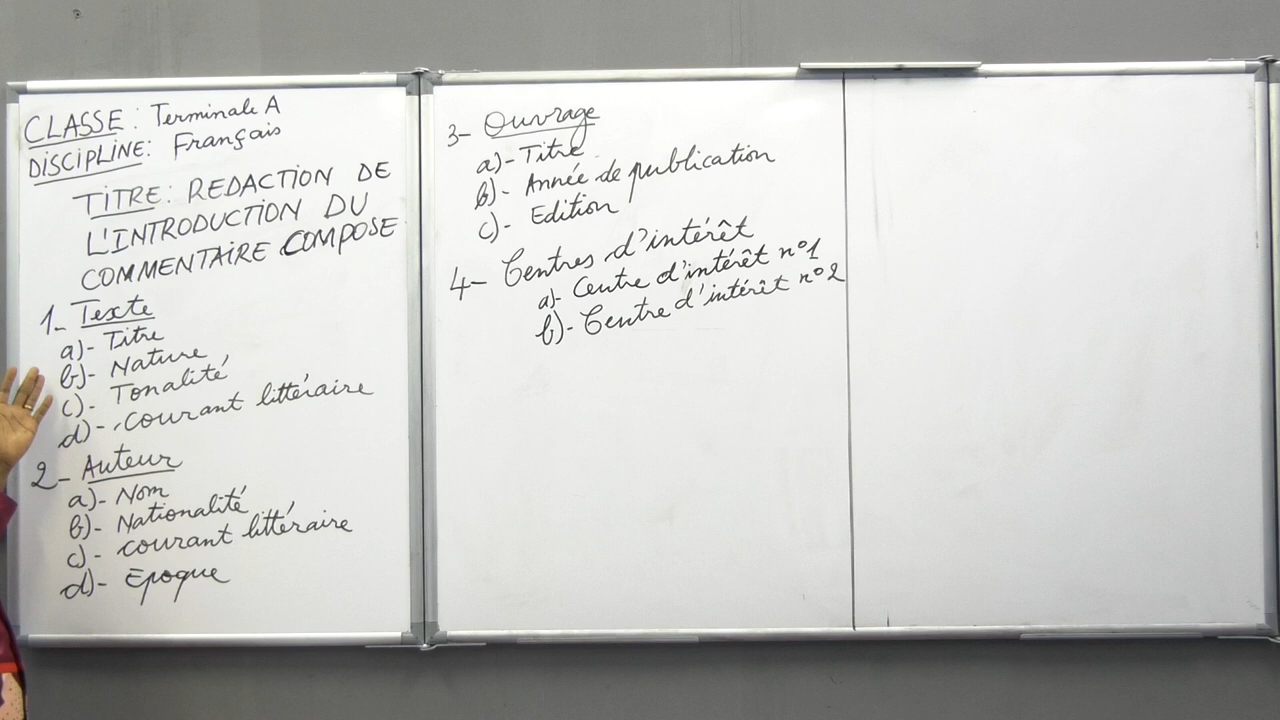 CLASSE : Terminale A
DISCIPLINE : Français
TITRE : REDACTION DE
L'INTRODUCTION DU
COMMENTAIRE COMPOSE
1- Texte
a)- Titre
b)- Nature
c)- Tonalité
d)- courant littéraire
2- Auteur
a)- Nom
b)- Nationalité
c)- courant littéraire
d)- Epoque
3- Ouvrage
a)- Titre
b)- Année de publication
c)- Edition
4- Centres d'intérêt
a)- Centre d'intérêt n°1
b)- Centre d'intérêt n°2